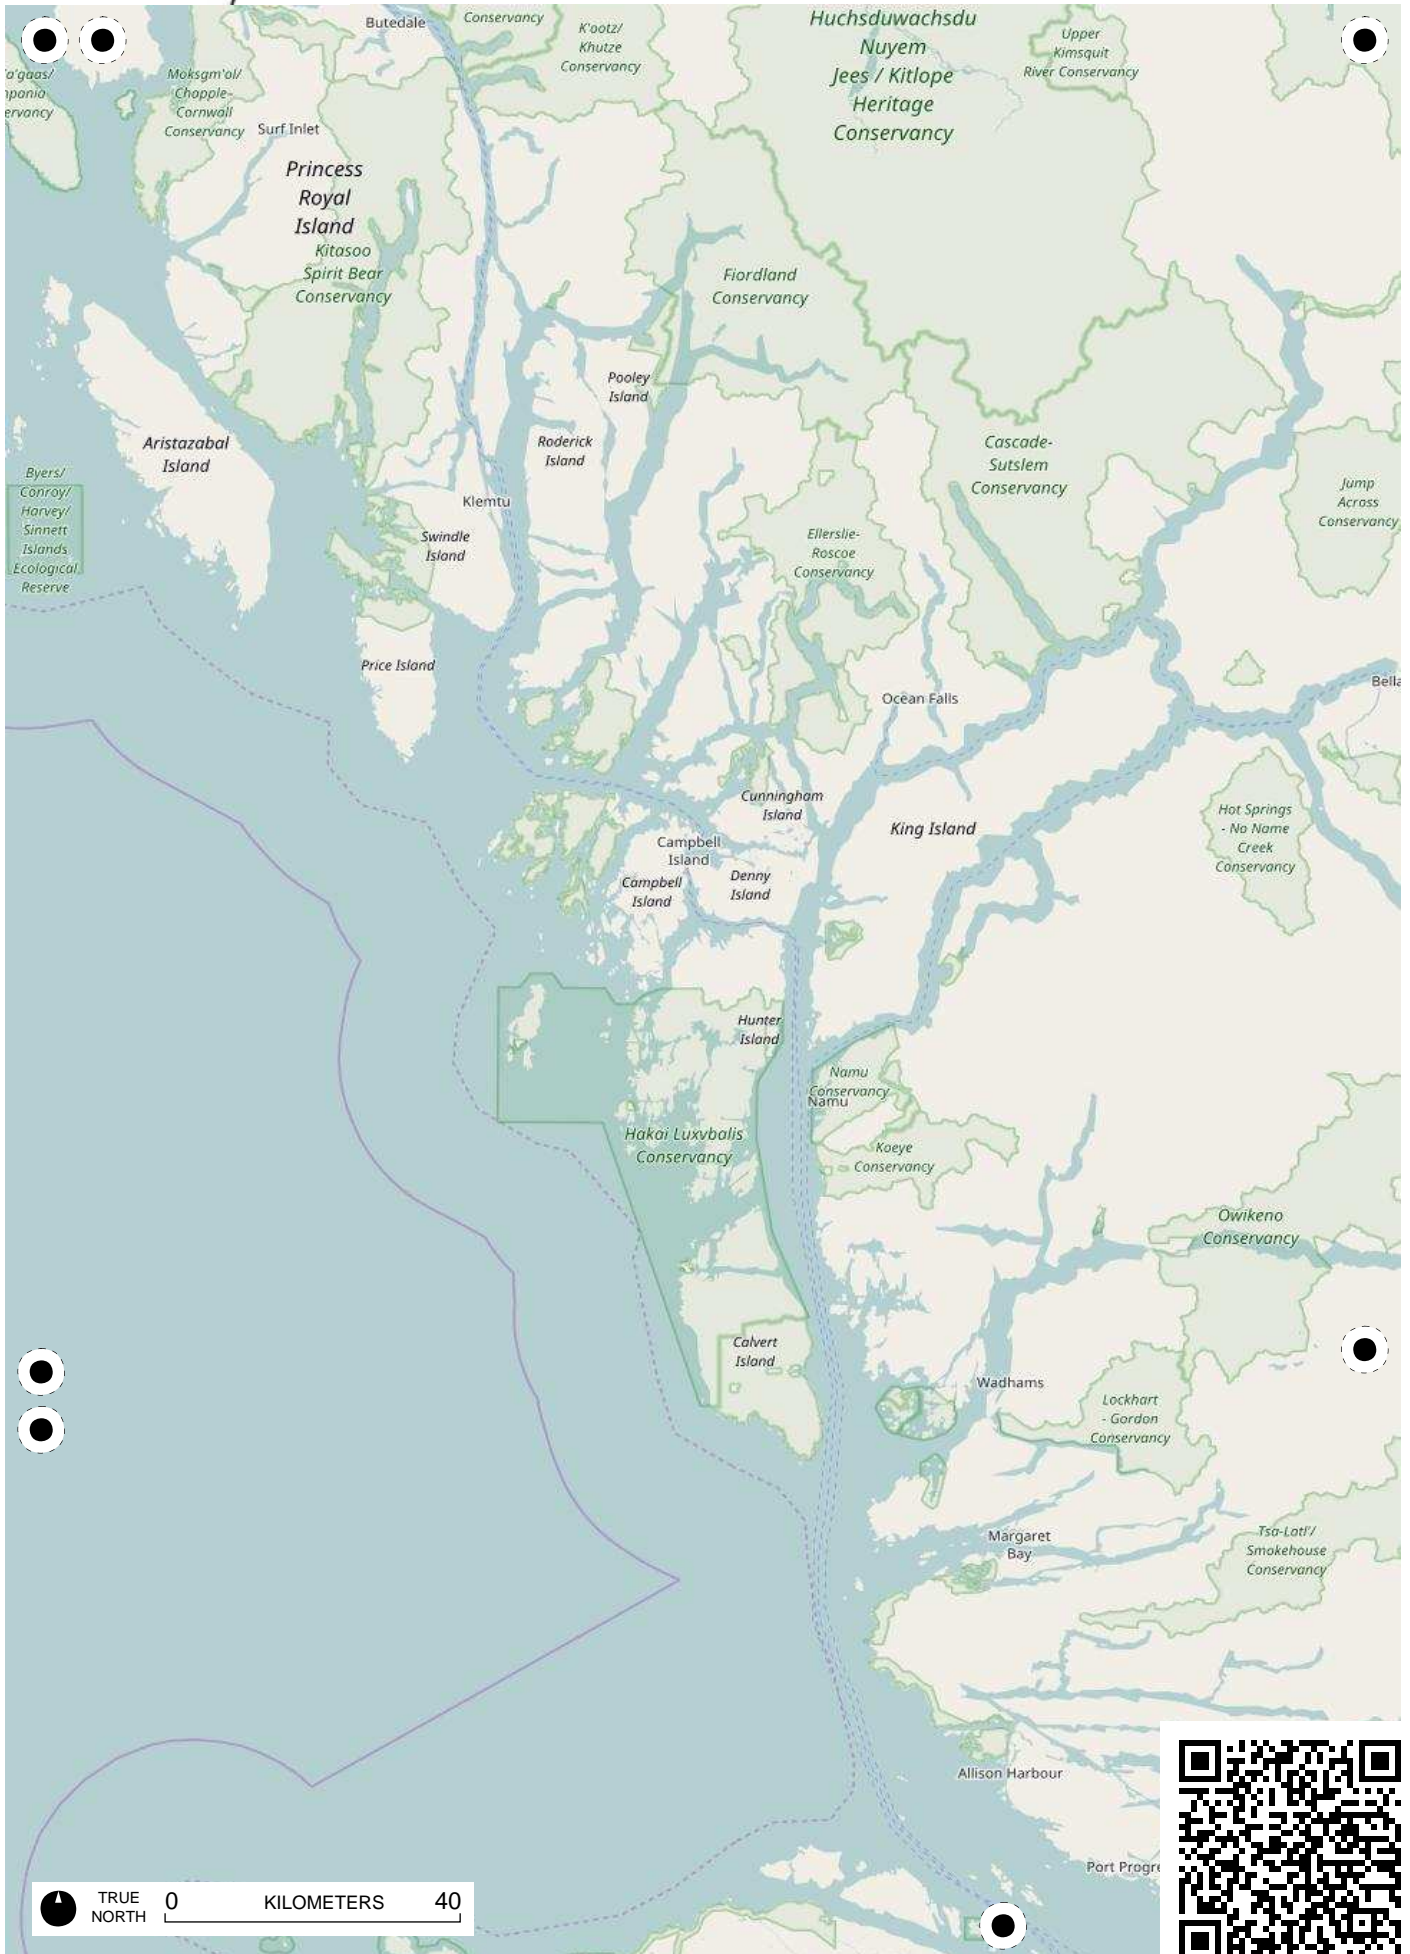 Butedale
Conservancy
K'ootz/
Khutze
Conservancy
Huchsduwachsdu
Nuyem
Jees / Kitlope
Heritage
Conservancy
Upper
Kimsquit
River Conservancy
Moksgm'ol/
Chapple-
Cornwall
Conservancy
Surf Inlet
Princess
Royal
Island
Kitasoo
Spirit Bear
Conservancy
Fiordland
Conservancy
Pooley
Island
Aristazabal
Island
Roderick
Island
Cascade-
Sutslem
Conservancy
Byers/
Conroy/
Harvey/
Sinnett
Islands
Ecological
Reserve
Klemtu
Swindle
Island
Jump
Across
Conservancy
Ellerslie-
Roscoe
Conservancy
Price Island
Ocean Falls
Bella
Cunningham
Island
King Island
Hot Springs
- No Name
Creek
Conservancy
Campbell
Island
Campbell
Island
Denny
Island
Hunter
Island
Namu
Conservancy
Namu
Hakai Luxvbalis
Conservancy
Koeye
Conservancy
Owikeno
Conservancy
Calvert
Island
Wadhams
Lockhart
- Gordon
Conservancy
Margaret
Bay
Tsa-Latl'/
Smokehouse
Conservancy
Allison Harbour
Port Progre
TRUE
NORTH
0 KILOMETERS 40